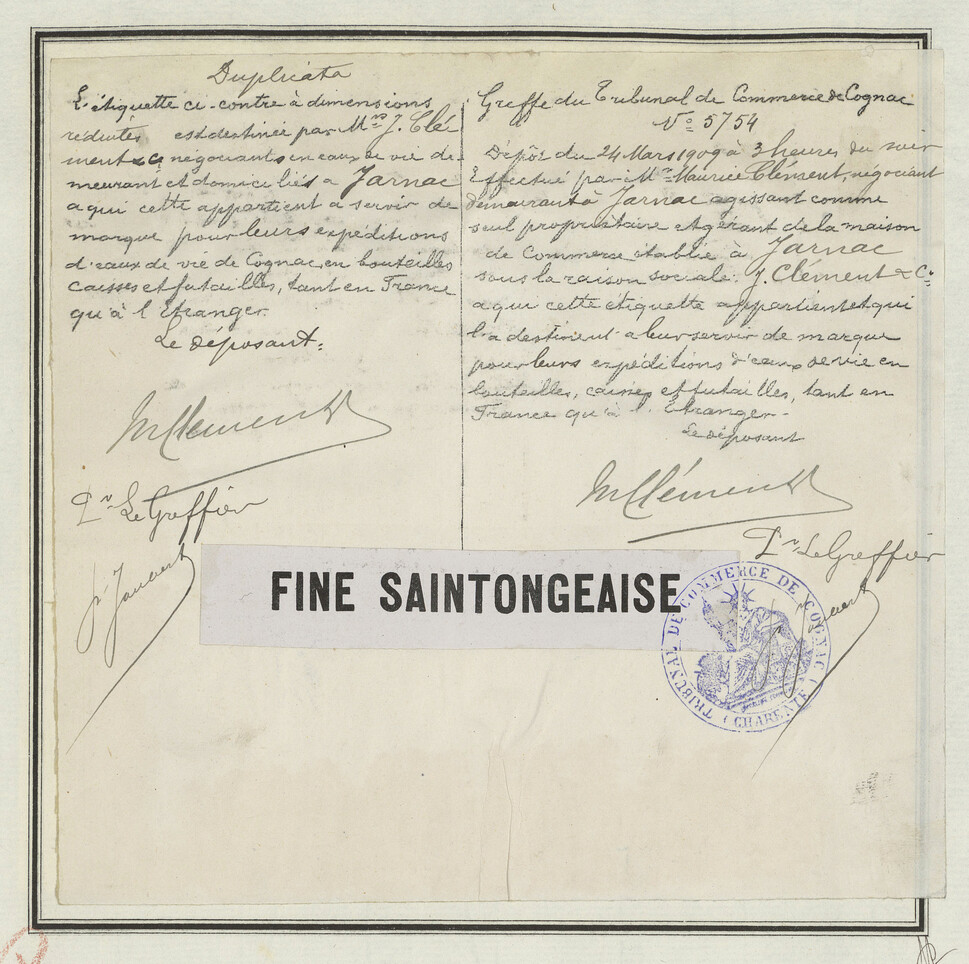 Duplicata
L'étiquette ci-contre à dimensions
réduites est destinée par Mrs J. Clé
ment & Cie négociants en eaux de vie de
meurant et domiciliés à Jarnac
a qui cette appartient a servir de
marque pour leurs expéditions
d'eaux de vie de Cognac, en bouteilles
caisses et futailles, tant en France
qu'à l'Etranger.
Le déposant:
M Clément
Pr Le Greffier
Greffe du Tribunal de Commerce de Cognac
No 5754
Dépôt du 24 Mars 1909 à 3 heures du soir
Effectué par Mr Maurice Clément, négociant
demeurant à Jarnac agissant comme
seul propriétaire et gérant de la maison
de Commerce établie à Jarnac
sous la raison sociale: J. Clément & Cie
a qui cette étiquette appartient et qui
l'a destinent a leur servir de marque
pour leurs expéditions d'eaux de vie en
bouteilles, caisses et futailles, tant en
France qu'à l'Etranger.
Le déposant
M Clément
Pr Le Greffier
FINE SAINTONGEAISE
TRIBUNAL DE COMMERCE DE COGNAC
(CHARENTE)